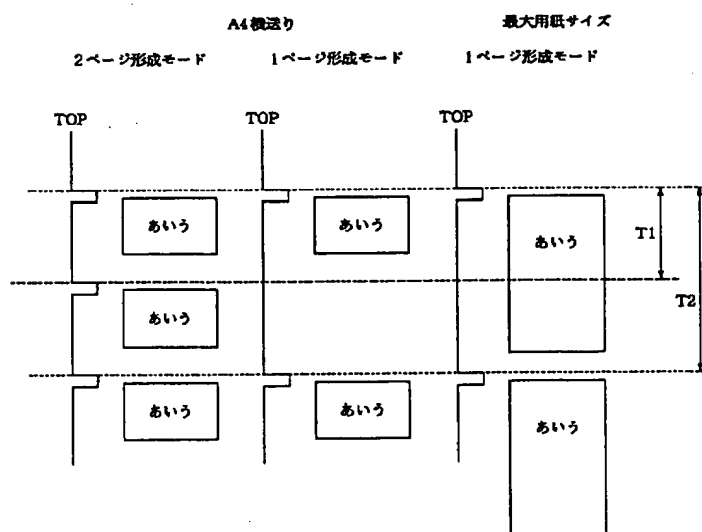 A4横送り 最大用紙サイズ
2ページ形成モード 1ページ形成モード 1ページ形成モード
TOP TOP TOP
あいう あいう あいう
T1
T2
あいう
あいう あいう あいう